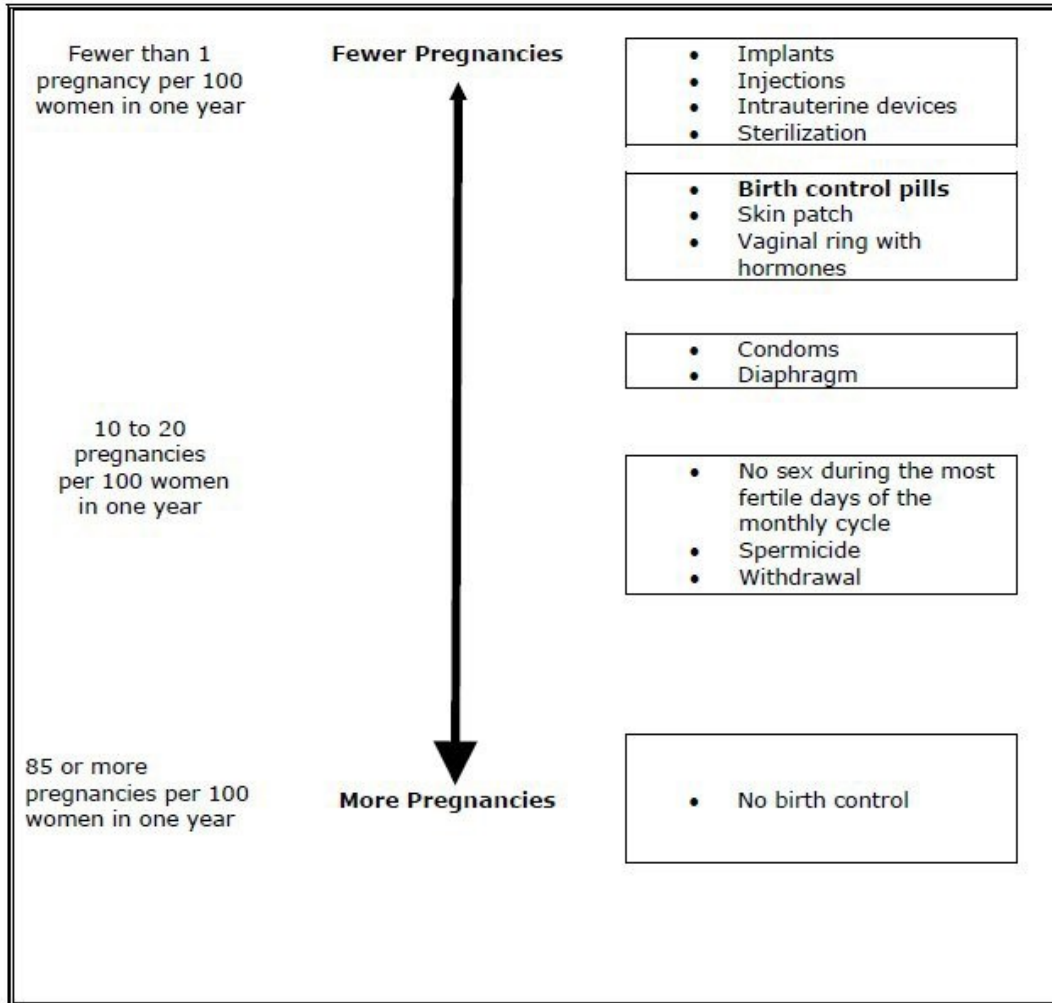 Fewer than 1
pregnancy per 100
women in one year
Fewer Pregnancies
• Implants
• Injections
• Intrauterine devices
• Sterilization
• Birth control pills
• Skin patch
• Vaginal ring with
hormones
• Condoms
• Diaphragm
10 to 20
pregnancies
per 100 women
in one year
• No sex during the most
fertile days of the
monthly cycle
• Spermicide
• Withdrawal
85 or more
pregnancies per 100
women in one year
More Pregnancies
• No birth control